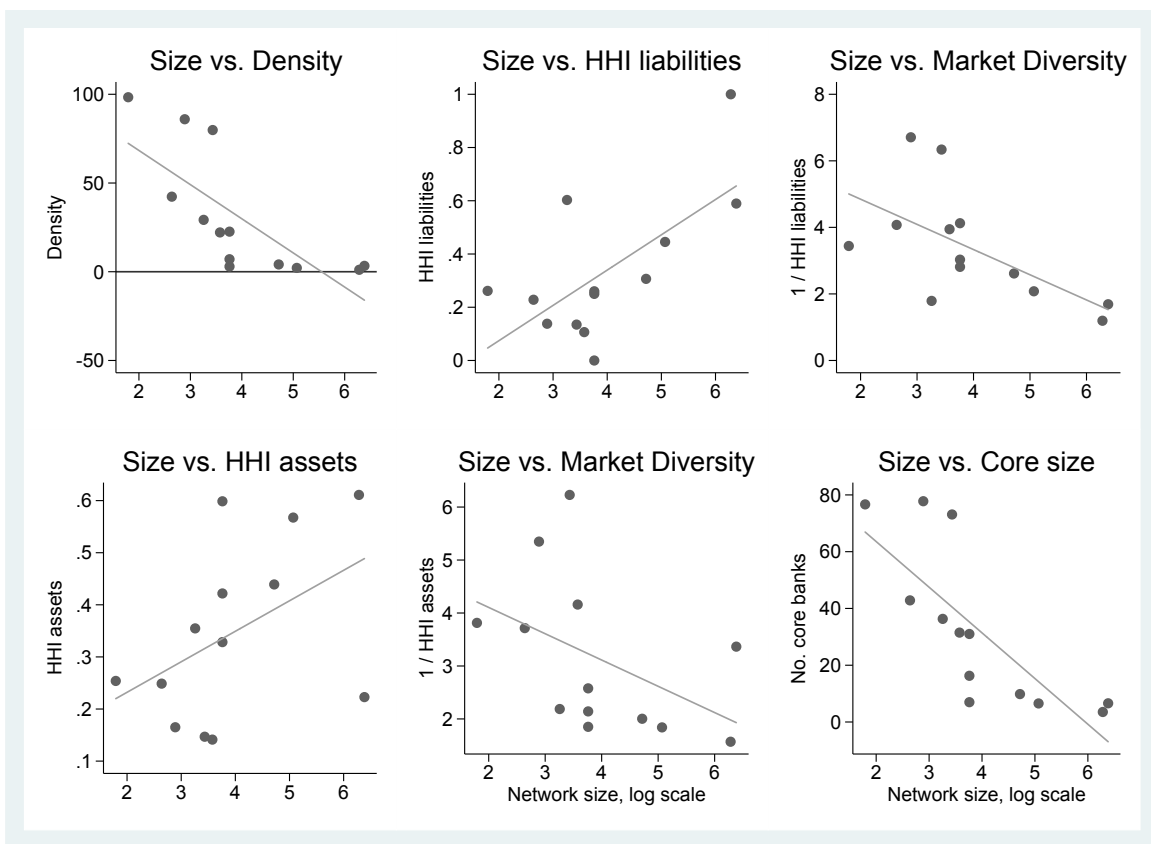 Size vs. Density
Density
100
50
0
-50
2 3 4 5 6
Size vs. HHI liabilities
HHI liabilities
1
.8
.6
.4
.2
0
2 3 4 5 6
Size vs. Market Diversity
1 / HHI liabilities
8
6
4
2
0
2 3 4 5 6
Size vs. HHI assets
HHI assets
.6
.5
.4
.3
.2
.1
2 3 4 5 6
Size vs. Market Diversity
1 / HHI assets
6
5
4
3
2
2 3 4 5 6
Network size, log scale
Size vs. Core size
No. core banks
80
60
40
20
0
2 3 4 5 6
Network size, log scale